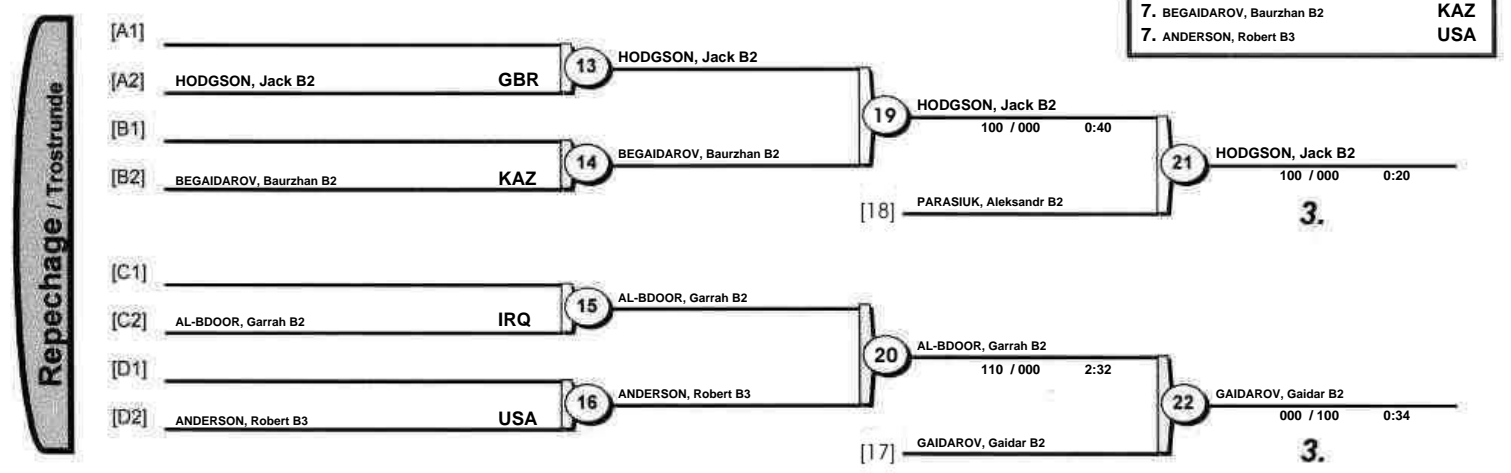 7. BEGAIDAROV, Baurzhan B2 KAZ
7. ANDERSON, Robert B3 USA
Repechage / Trostrunde
[A1]
[A2] HODGSON, Jack B2 GBR
13 HODGSON, Jack B2
[B1]
[B2] BEGAIDAROV, Baurzhan B2 KAZ
14 BEGAIDAROV, Baurzhan B2
19 HODGSON, Jack B2
100 / 000 0:40
[18] PARASIUK, Aleksandr B2
21 HODGSON, Jack B2
100 / 000 0:20
3.
[C1]
[C2] AL-BDOOR, Garrah B2 IRQ
15 AL-BDOOR, Garrah B2
[D1]
[D2] ANDERSON, Robert B3 USA
16 ANDERSON, Robert B3
20 AL-BDOOR, Garrah B2
110 / 000 2:32
[17] GAIDAROV, Gaidar B2
22 GAIDAROV, Gaidar B2
000 / 100 0:34
3.